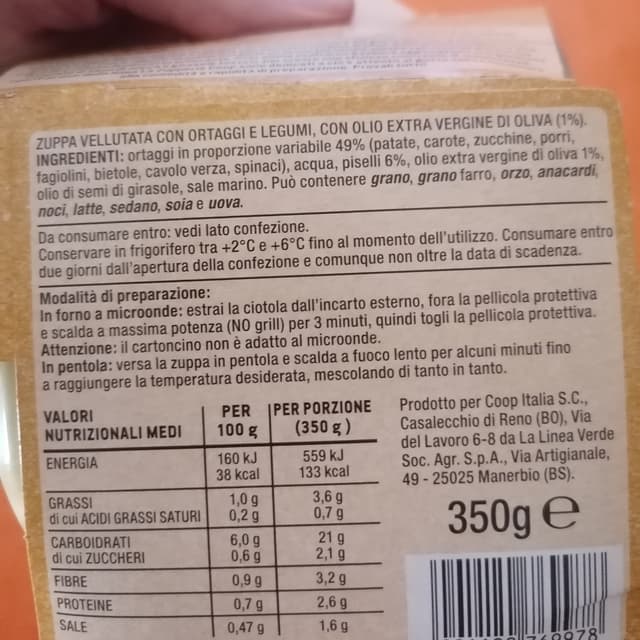 ZUPPA VELLUTATA CON ORTAGGI E LEGUMI, CON OLIO EXTRA VERGINE DI OLIVA (1%).
INGREDIENTI: ortaggi in proporzione variabile 49% (patate, carote, zucchine, porri,
fagiolini, bietole, cavolo verza, spinaci), acqua, piselli 6%, olio extra vergine di oliva 1%,
olio di semi di girasole, sale marino. Può contenere grano, grano farro, orzo, anacardi,
noci, latte, sedano, soia e uova.
Da consumare entro: vedi lato confezione.
Conservare in frigorifero tra +2°C e +6°C fino al momento dell'utilizzo. Consumare entro
due giorni dall'apertura della confezione e comunque non oltre la data di scadenza.
Modalità di preparazione:
In forno a microonde: estrai la ciotola dall'incarto esterno, fora la pellicola protettiva
e scalda a massima potenza (NO grill) per 3 minuti, quindi togli la pellicola protettiva.
Attenzione: il cartoncino non è adatto al microonde.
In pentola: versa la zuppa in pentola e scalda a fuoco lento per alcuni minuti fino
a raggiungere la temperatura desiderata, mescolando di tanto in tanto.
VALORI NUTRIZIONALI MEDI PER 100 g PER PORZIONE (350 g)
ENERGIA 160 kJ 559 kJ
38 kcal 133 kcal
GRASSI 1,0 g 3,6 g
di cui ACIDI GRASSI SATURI 0,2 g 0,7 g
CARBOIDRATI 6,0 g 21 g
di cui ZUCCHERI 0,6 g 2,1 g
FIBRE 0,9 g 3,2 g
PROTEINE 0,7 g 2,6 g
SALE 0,47 g 1,6 g
Prodotto per Coop Italia S.C.,
Casalecchio di Reno (BO), Via
del Lavoro 6-8 da La Linea Verde
Soc. Agr. S.p.A., Via Artigianale,
49 - 25025 Manerbio (BS).
350g e